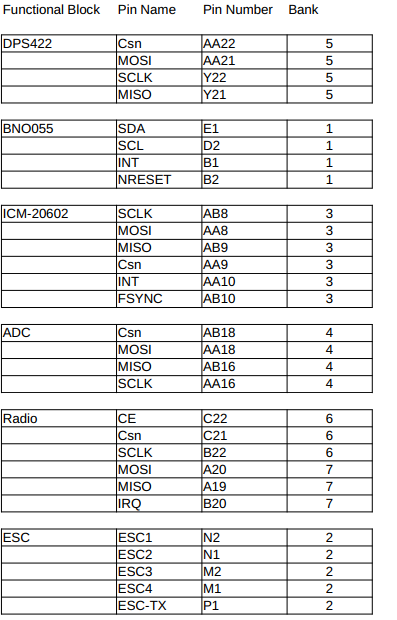 Functional Block Pin Name Pin Number Bank
DPS422 Csn AA22 5
MOSI AA21 5
SCLK Y22 5
MISO Y21 5
BNO055 SDA E1 1
SCL D2 1
INT B1 1
NRESET B2 1
ICM-20602 SCLK AB8 3
MOSI AA8 3
MISO AB9 3
Csn AA9 3
INT AA10 3
FSYNC AB10 3
ADC Csn AB18 4
MOSI AA18 4
MISO AB16 4
SCLK AA16 4
Radio CE C22 6
Csn C21 6
SCLK B22 6
MOSI A20 7
MISO A19 7
IRQ B20 7
ESC ESC1 N2 2
ESC2 N1 2
ESC3 M2 2
ESC4 M1 2
ESC-TX P1 2